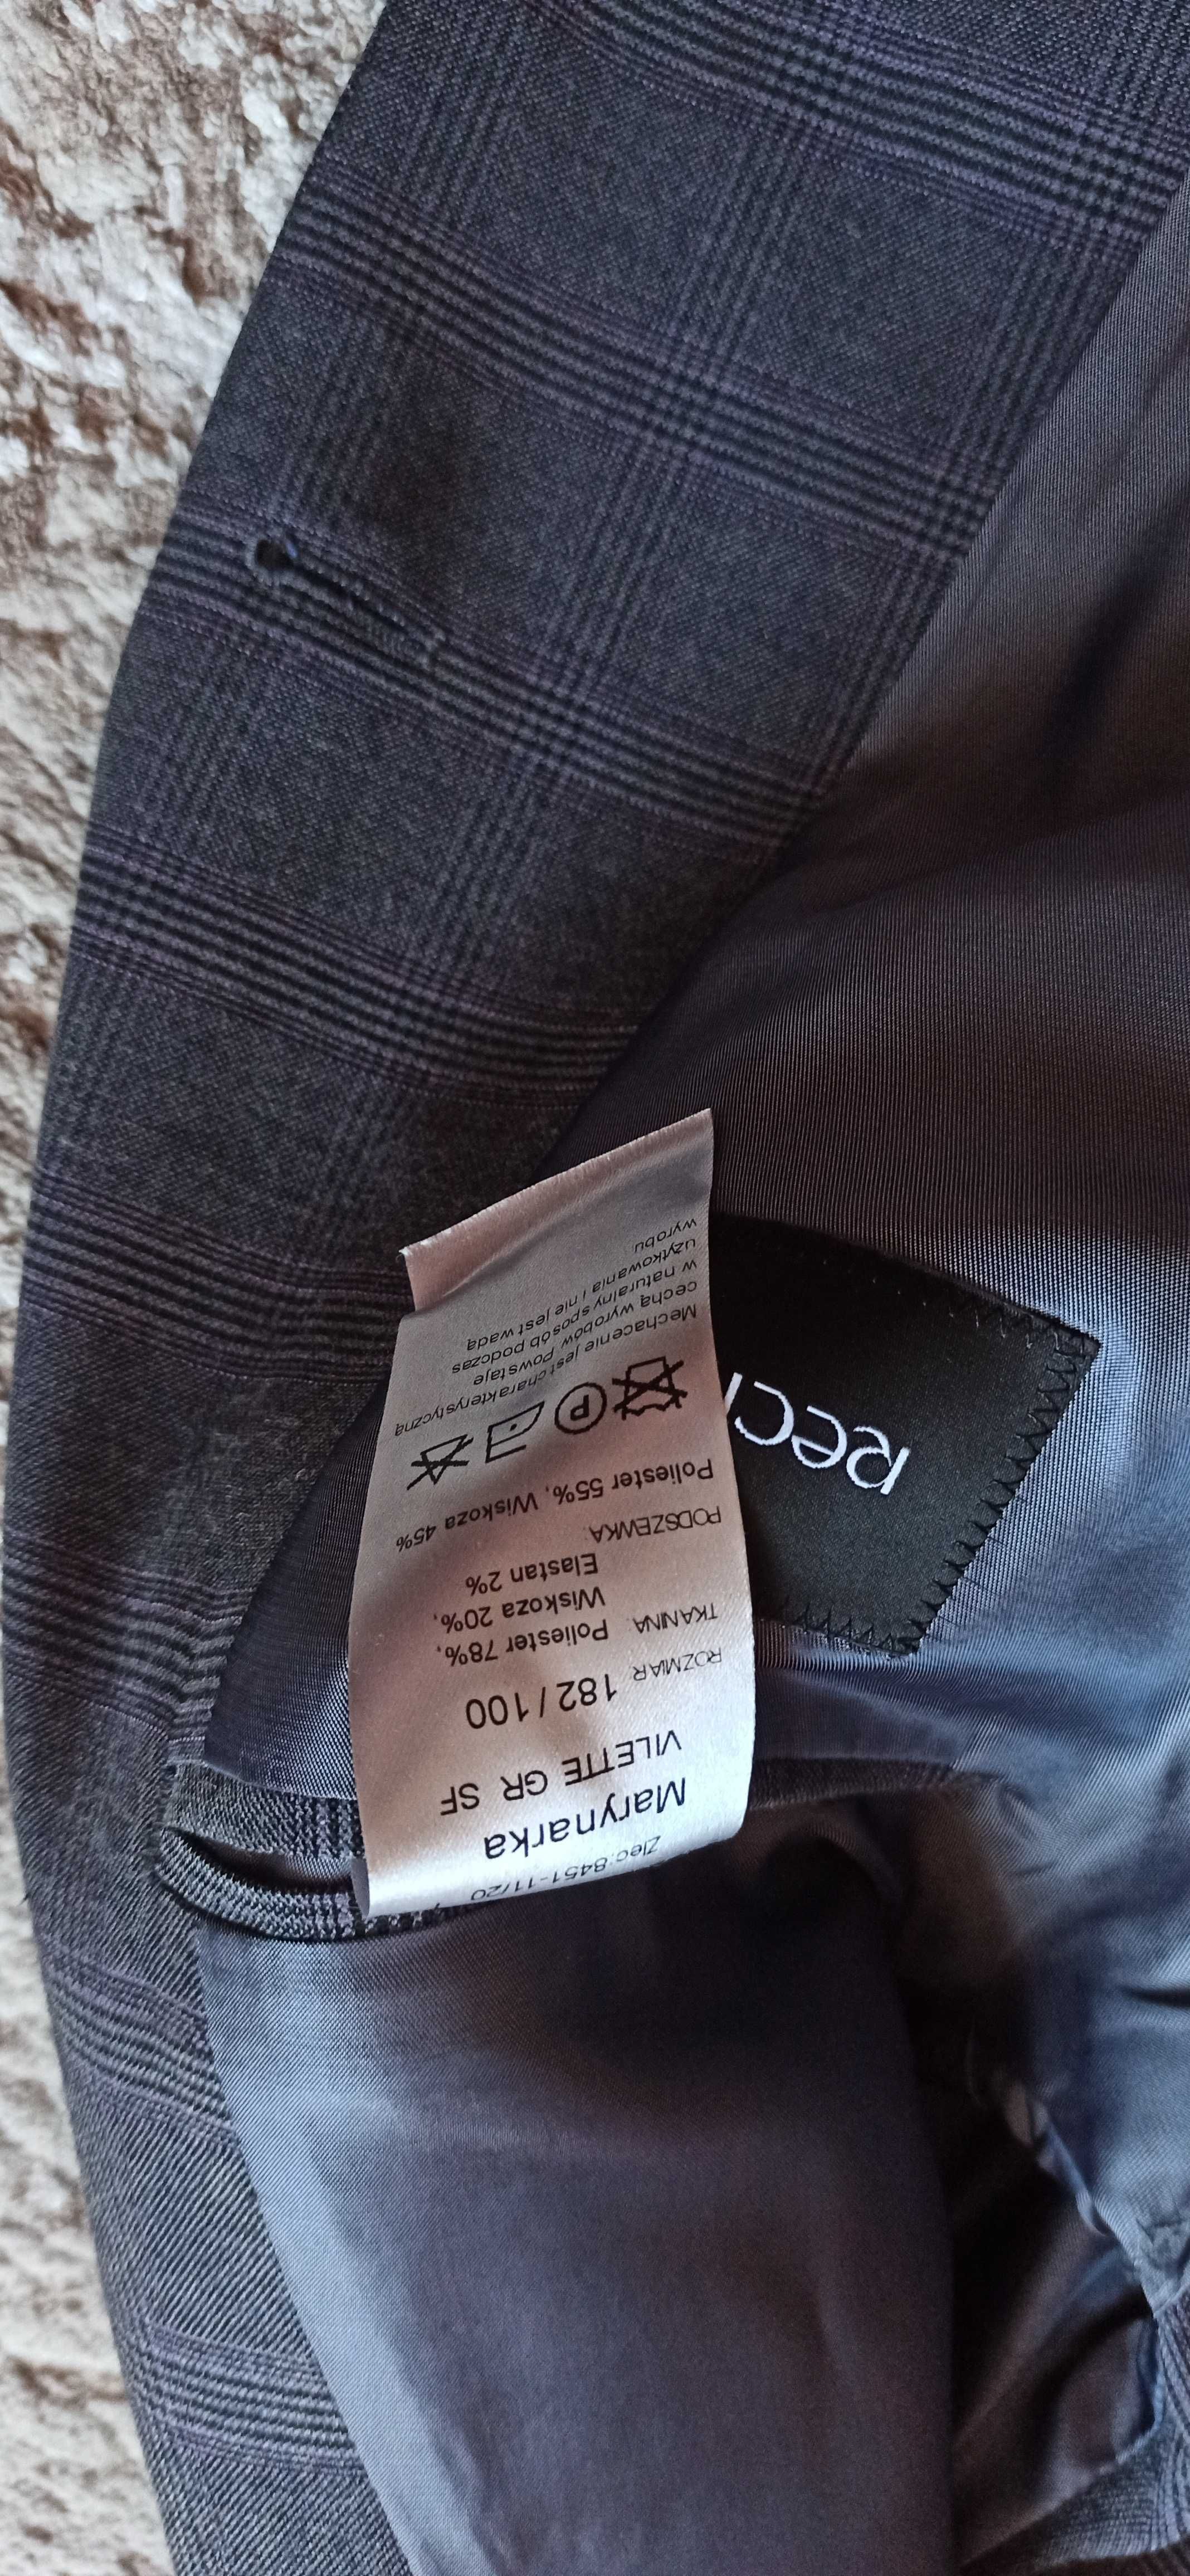 Zlec:8451-11/20
Marynarka
VILETTE GR SF
ROZMIAR 182/100
TKANINA: Poliester 78%,
Wiskoza 20%,
Elastan 2%
PODSZEWKA:
Poliester 55%, Wiskoza 45%
P
Mechacenie jest charakterystyczną
cechą wyrobów. Powstaje
w naturalny sposób podczas
użytkowania i nie jest wadą
wyrobu.